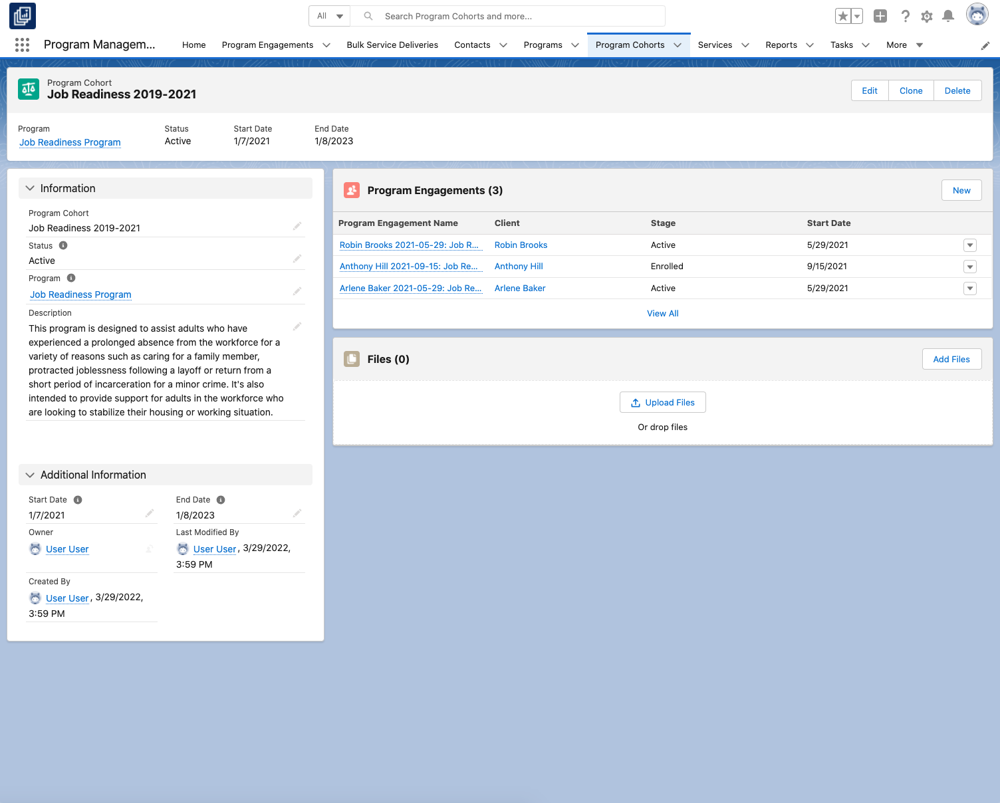 All
Search Program Cohorts and more...
Program Managem...
Home
Program Engagements
Bulk Service Deliveries
Contacts
Programs
Program Cohorts
Services
Reports
Tasks
More
Program Cohort
Job Readiness 2019-2021
Edit
Clone
Delete
Program
Status
Start Date
End Date
Job Readiness Program
Active
1/7/2021
1/8/2023
Information
Program Cohort
Job Readiness 2019-2021
Status
Active
Program
Job Readiness Program
Description
This program is designed to assist adults who have
experienced a prolonged absence from the workforce for a
variety of reasons such as caring for a family member,
protracted joblessness following a layoff or return from a
short period of incarceration for a minor crime. It's also
intended to provide support for adults in the workforce who
are looking to stabilize their housing or working situation.
Additional Information
Start Date
1/7/2021
End Date
1/8/2023
Owner
User User
Last Modified By
User User, 3/29/2022,
3:59 PM
Created By
User User, 3/29/2022,
3:59 PM
Program Engagements (3)
New
Program Engagement Name
Client
Stage
Start Date
Robin Brooks 2021-05-29: Job R...
Robin Brooks
Active
5/29/2021
Anthony Hill 2021-09-15: Job Re...
Anthony Hill
Enrolled
9/15/2021
Arlene Baker 2021-05-29: Job Re...
Arlene Baker
Active
5/29/2021
View All
Files (0)
Add Files
Upload Files
Or drop files